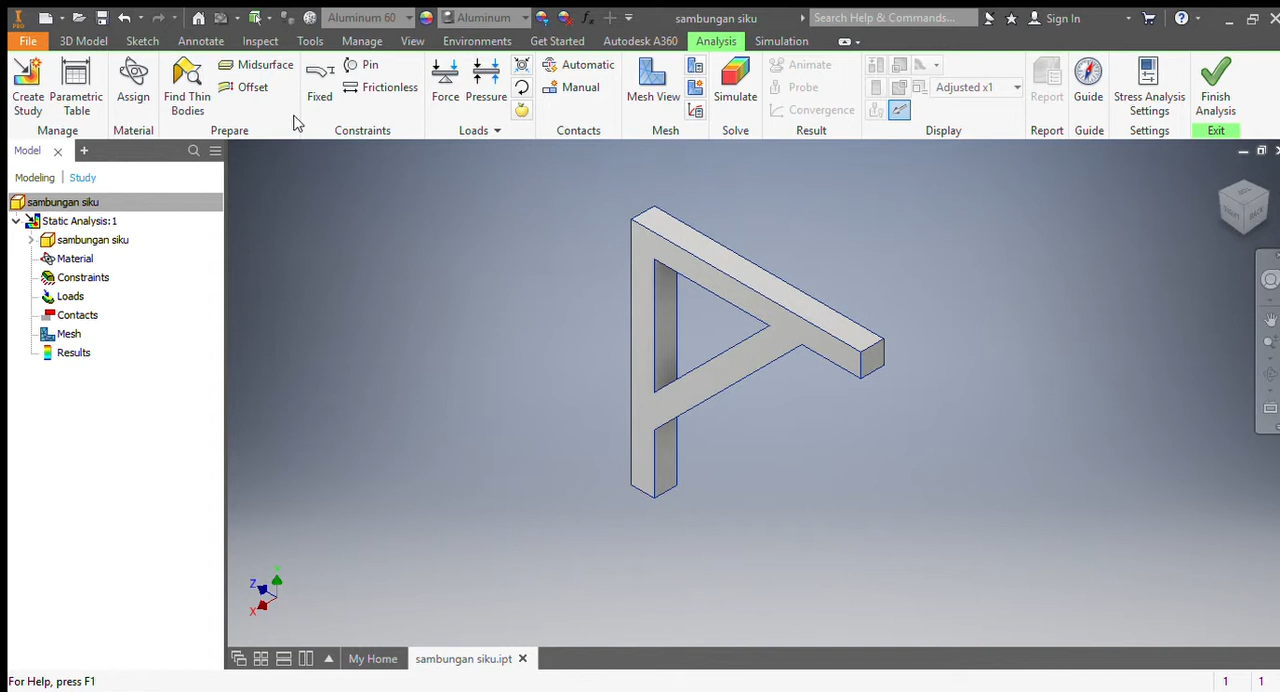 PRO Aluminum 60 Aluminum sambungan siku Search Help & Commands... Sign In
File 3D Model Sketch Annotate Inspect Tools Manage View Environments Get Started Autodesk A360 Analysis Simulation
Midsurface Pin Automatic Animate
Offset Frictionless Manual Probe Adjusted x1
Create Study Parametric Table Assign Find Thin Bodies Fixed Force Pressure Mesh View Simulate Convergence Report Guide Stress Analysis Settings Finish Analysis
Manage Material Prepare Constraints Loads Contacts Mesh Solve Result Display Report Guide Settings Exit
Model
Modeling | Study
sambungan siku
Static Analysis:1
sambungan siku
Material
Constraints
Loads
Contacts
Mesh
Results
Y
Z
X
My Home sambungan siku.ipt
For Help, press F1 1 1